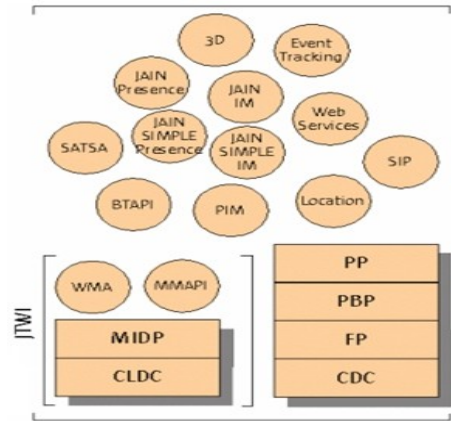 3D
Event
Tracking
JAIN
Presence
JAIN
IM
Web
Services
JAIN
SIMPLE
Presence
JAIN
SIMPLE
IM
SATSA
SIP
BTAPI
PIM
Location
JTWI
WMA
MMAPI
MIDP
CLDC
PP
PBP
FP
CDC